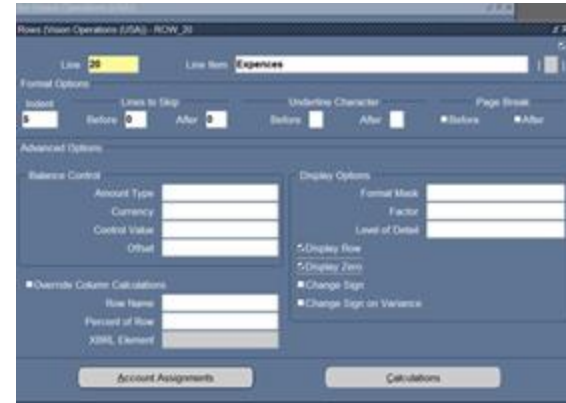 Rows (Vision Operations (USA)) - ROW_20
Line 20 Line Item Expences
Format Options
Indent Lines to Skip Underline Character Page Break
5 Before 0 After 0 Before After Before After
Advanced Options
Balance Control Display Options
Amount Type Format Mask
Currency Factor
Control Value Level of Detail
Offset Display Row
Display Zero
Override Column Calculations Change Sign
Row Name Change Sign on Variance
Percent of Row
XBRL Element
Account Assignments Calculations